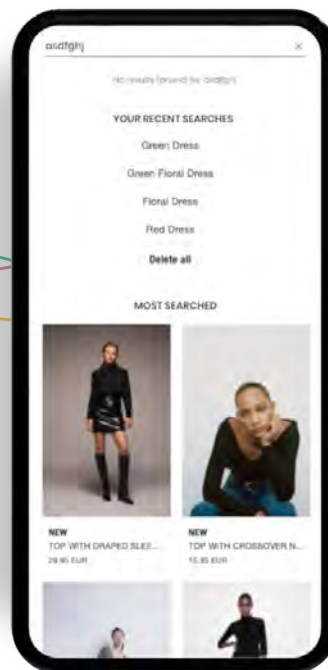 asdfghj
No results found for asdfghj
YOUR RECENT SEARCHES
Green Dress
Green Floral Dress
Floral Dress
Red Dress
Delete all
MOST SEARCHED
NEW
TOP WITH DRAPED SLEE...
29.95 EUR
NEW
TOP WITH CROSSOVER N...
15.95 EUR